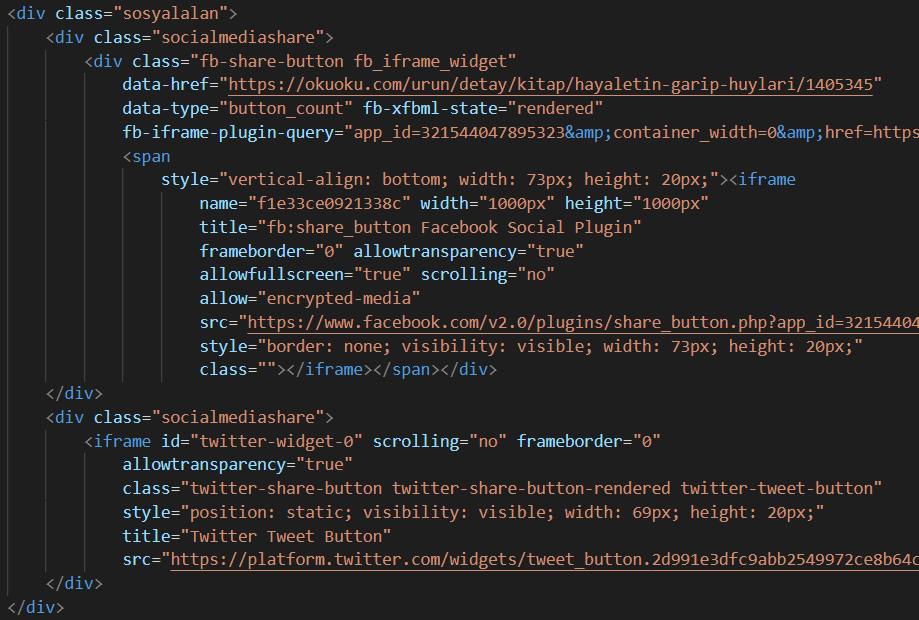 <div class="sosyalalan">
<div class="socialmediashare">
<div class="fb-share-button fb_iframe_widget"
data-href="https://okuoku.com/urun/detay/kitap/hayaletin-garip-huylari/1405345"
data-type="button_count" fb-xfbml-state="rendered"
fb-iframe-plugin-query="app_id=321544047895323&amp;container_width=0&amp;href=https
<span
style="vertical-align: bottom; width: 73px; height: 20px;"><iframe
name="f1e33ce0921338c" width="1000px" height="1000px"
title="fb:share_button Facebook Social Plugin"
frameborder="0" allowtransparency="true"
allowfullscreen="true" scrolling="no"
allow="encrypted-media"
src="https://www.facebook.com/v2.0/plugins/share_button.php?app_id=32154404
style="border: none; visibility: visible; width: 73px; height: 20px;"
class=""></iframe></span></div>
</div>
<div class="socialmediashare">
<iframe id="twitter-widget-0" scrolling="no" frameborder="0"
allowtransparency="true"
class="twitter-share-button twitter-share-button-rendered twitter-tweet-button"
style="position: static; visibility: visible; width: 69px; height: 20px;"
title="Twitter Tweet Button"
src="https://platform.twitter.com/widgets/tweet_button.2d991e3dfc9abb2549972ce8b64c
</div>
</div>